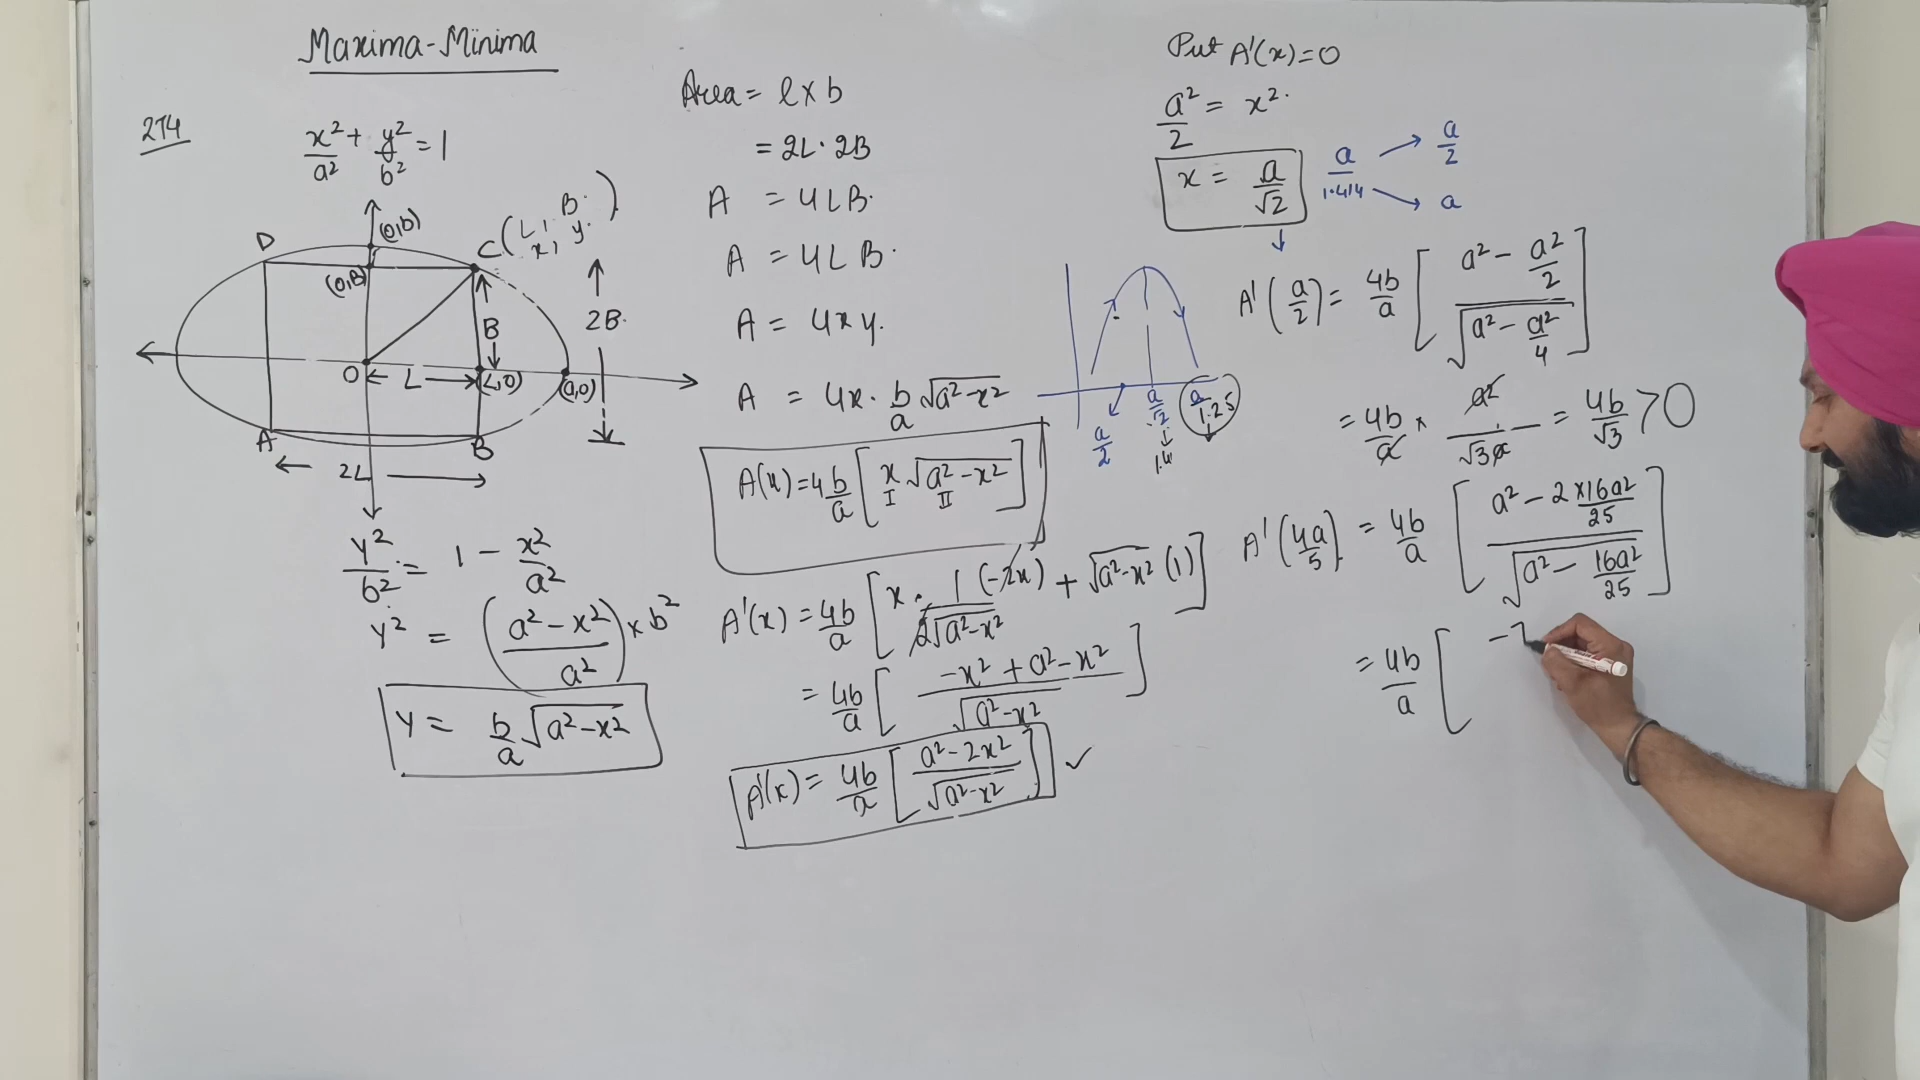 Maxima-Minima
2T4
x²/a² + y²/b² = 1
D
(0,b)
(0,B)
C (L, B.
x, y.)
2B.
B
O
L
(L,0)
(a,0)
A
B
2L
y²/b² = 1 - x²/a²
y² = (a²-x²/a²) × b²
y = b/a √a²-x²
Area = l×b
= 2L·2B
A = 4LB.
A = 4LB.
A = 4xy.
A = 4x. b/a √a²-x²
A(x)=4b/a [x √a²-x²]
I II
A'(x) = 4b/a [x. 1/2√a²-x² (-2x) + √a²-x² (1)]
= 4b/a [-x²+a²-x²/√a²-x²]
A'(x) = 4b/a [a²-2x²/√a²-x²] ✓
Put A'(x)=0
a²/2 = x².
x = a/√2
a/1.414 → a/2
→ a
a/2
a/√2
1.4
a/1.25
A'(a/2) = 4b/a [a² - a²/2 / √a² - a²/4]
= 4b/a × a²/√3a = 4b/√3 >0
A'(4a/5) = 4b/a [a² - 2×16a²/25 / √a² - 16a²/25]
= 4b/a [-7